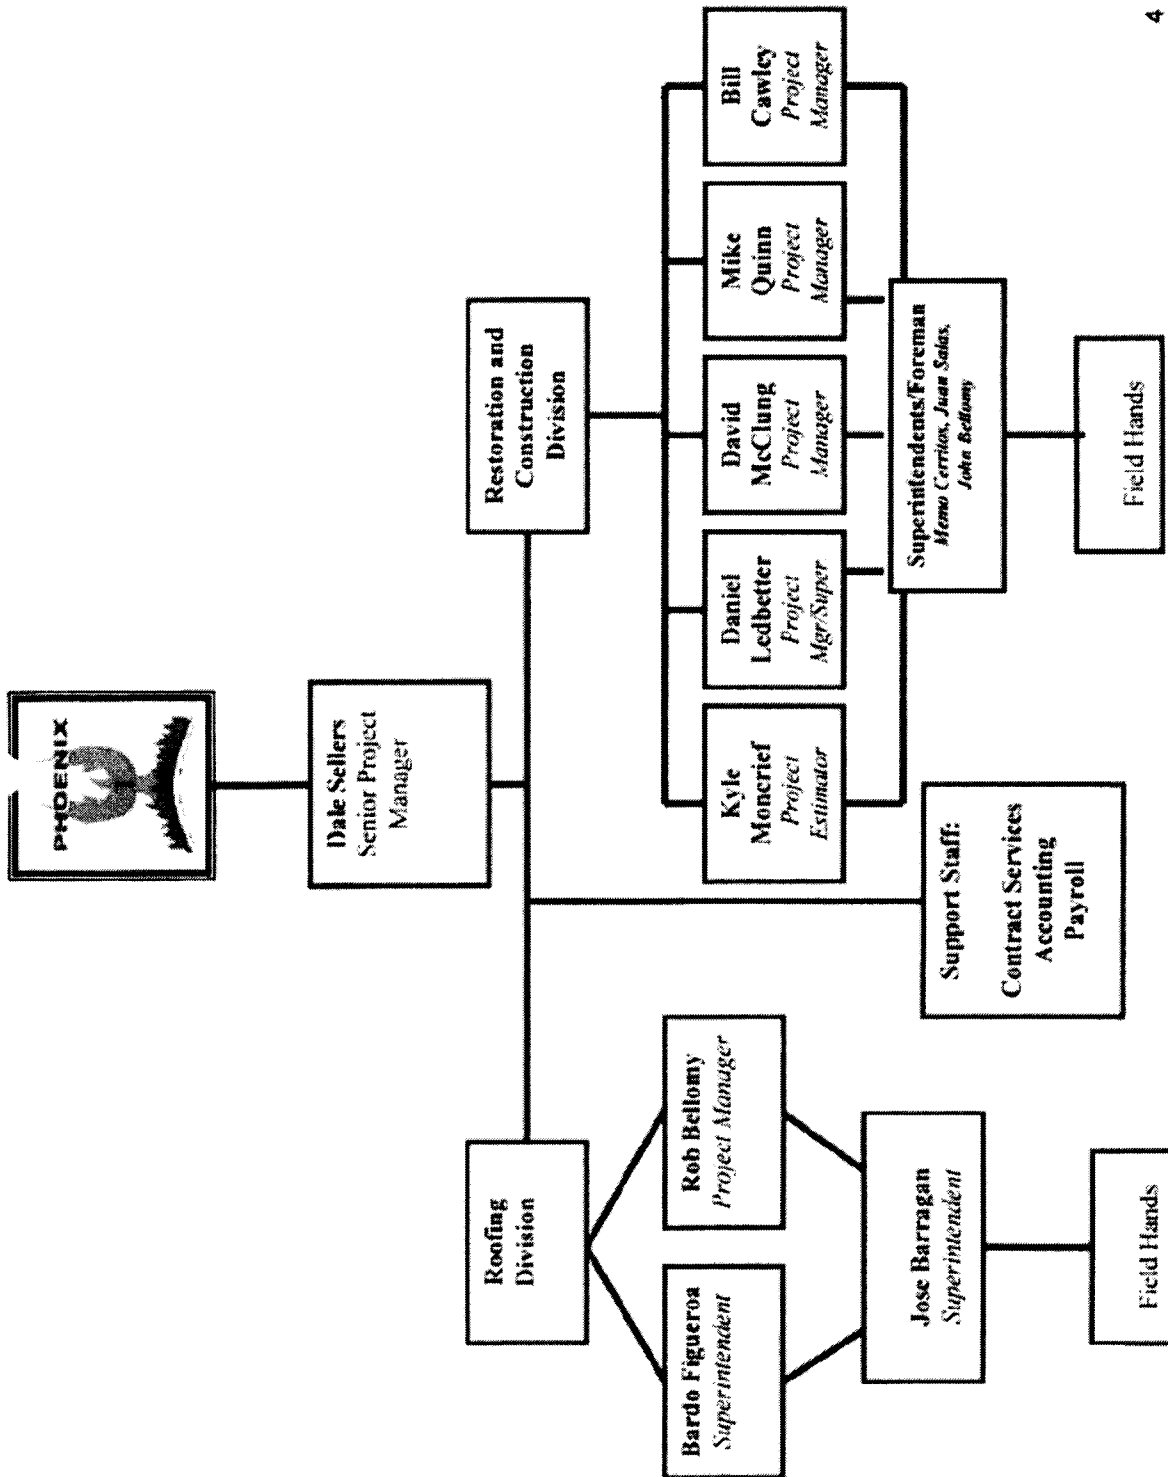 PHOENIX
Dale Sellers
Senior Project
Manager
Roofing
Division
Restoration and
Construction
Division
Bardo Figueroa
Superintendent
Rob Bellomy
Project Manager
Kyle
Moncrief
Project
Estimator
Daniel
Ledbetter
Project
Mgr/Super
David
McClung
Project
Manager
Mike
Quinn
Project
Manager
Bill
Cawley
Project
Manager
Jose Barragan
Superintendent
Support Staff:
Contract Services
Accounting
Payroll
Superintendents/Foreman
Memo Cerritos, Juan Salas,
John Bellomy
Field Hands
Field Hands
4